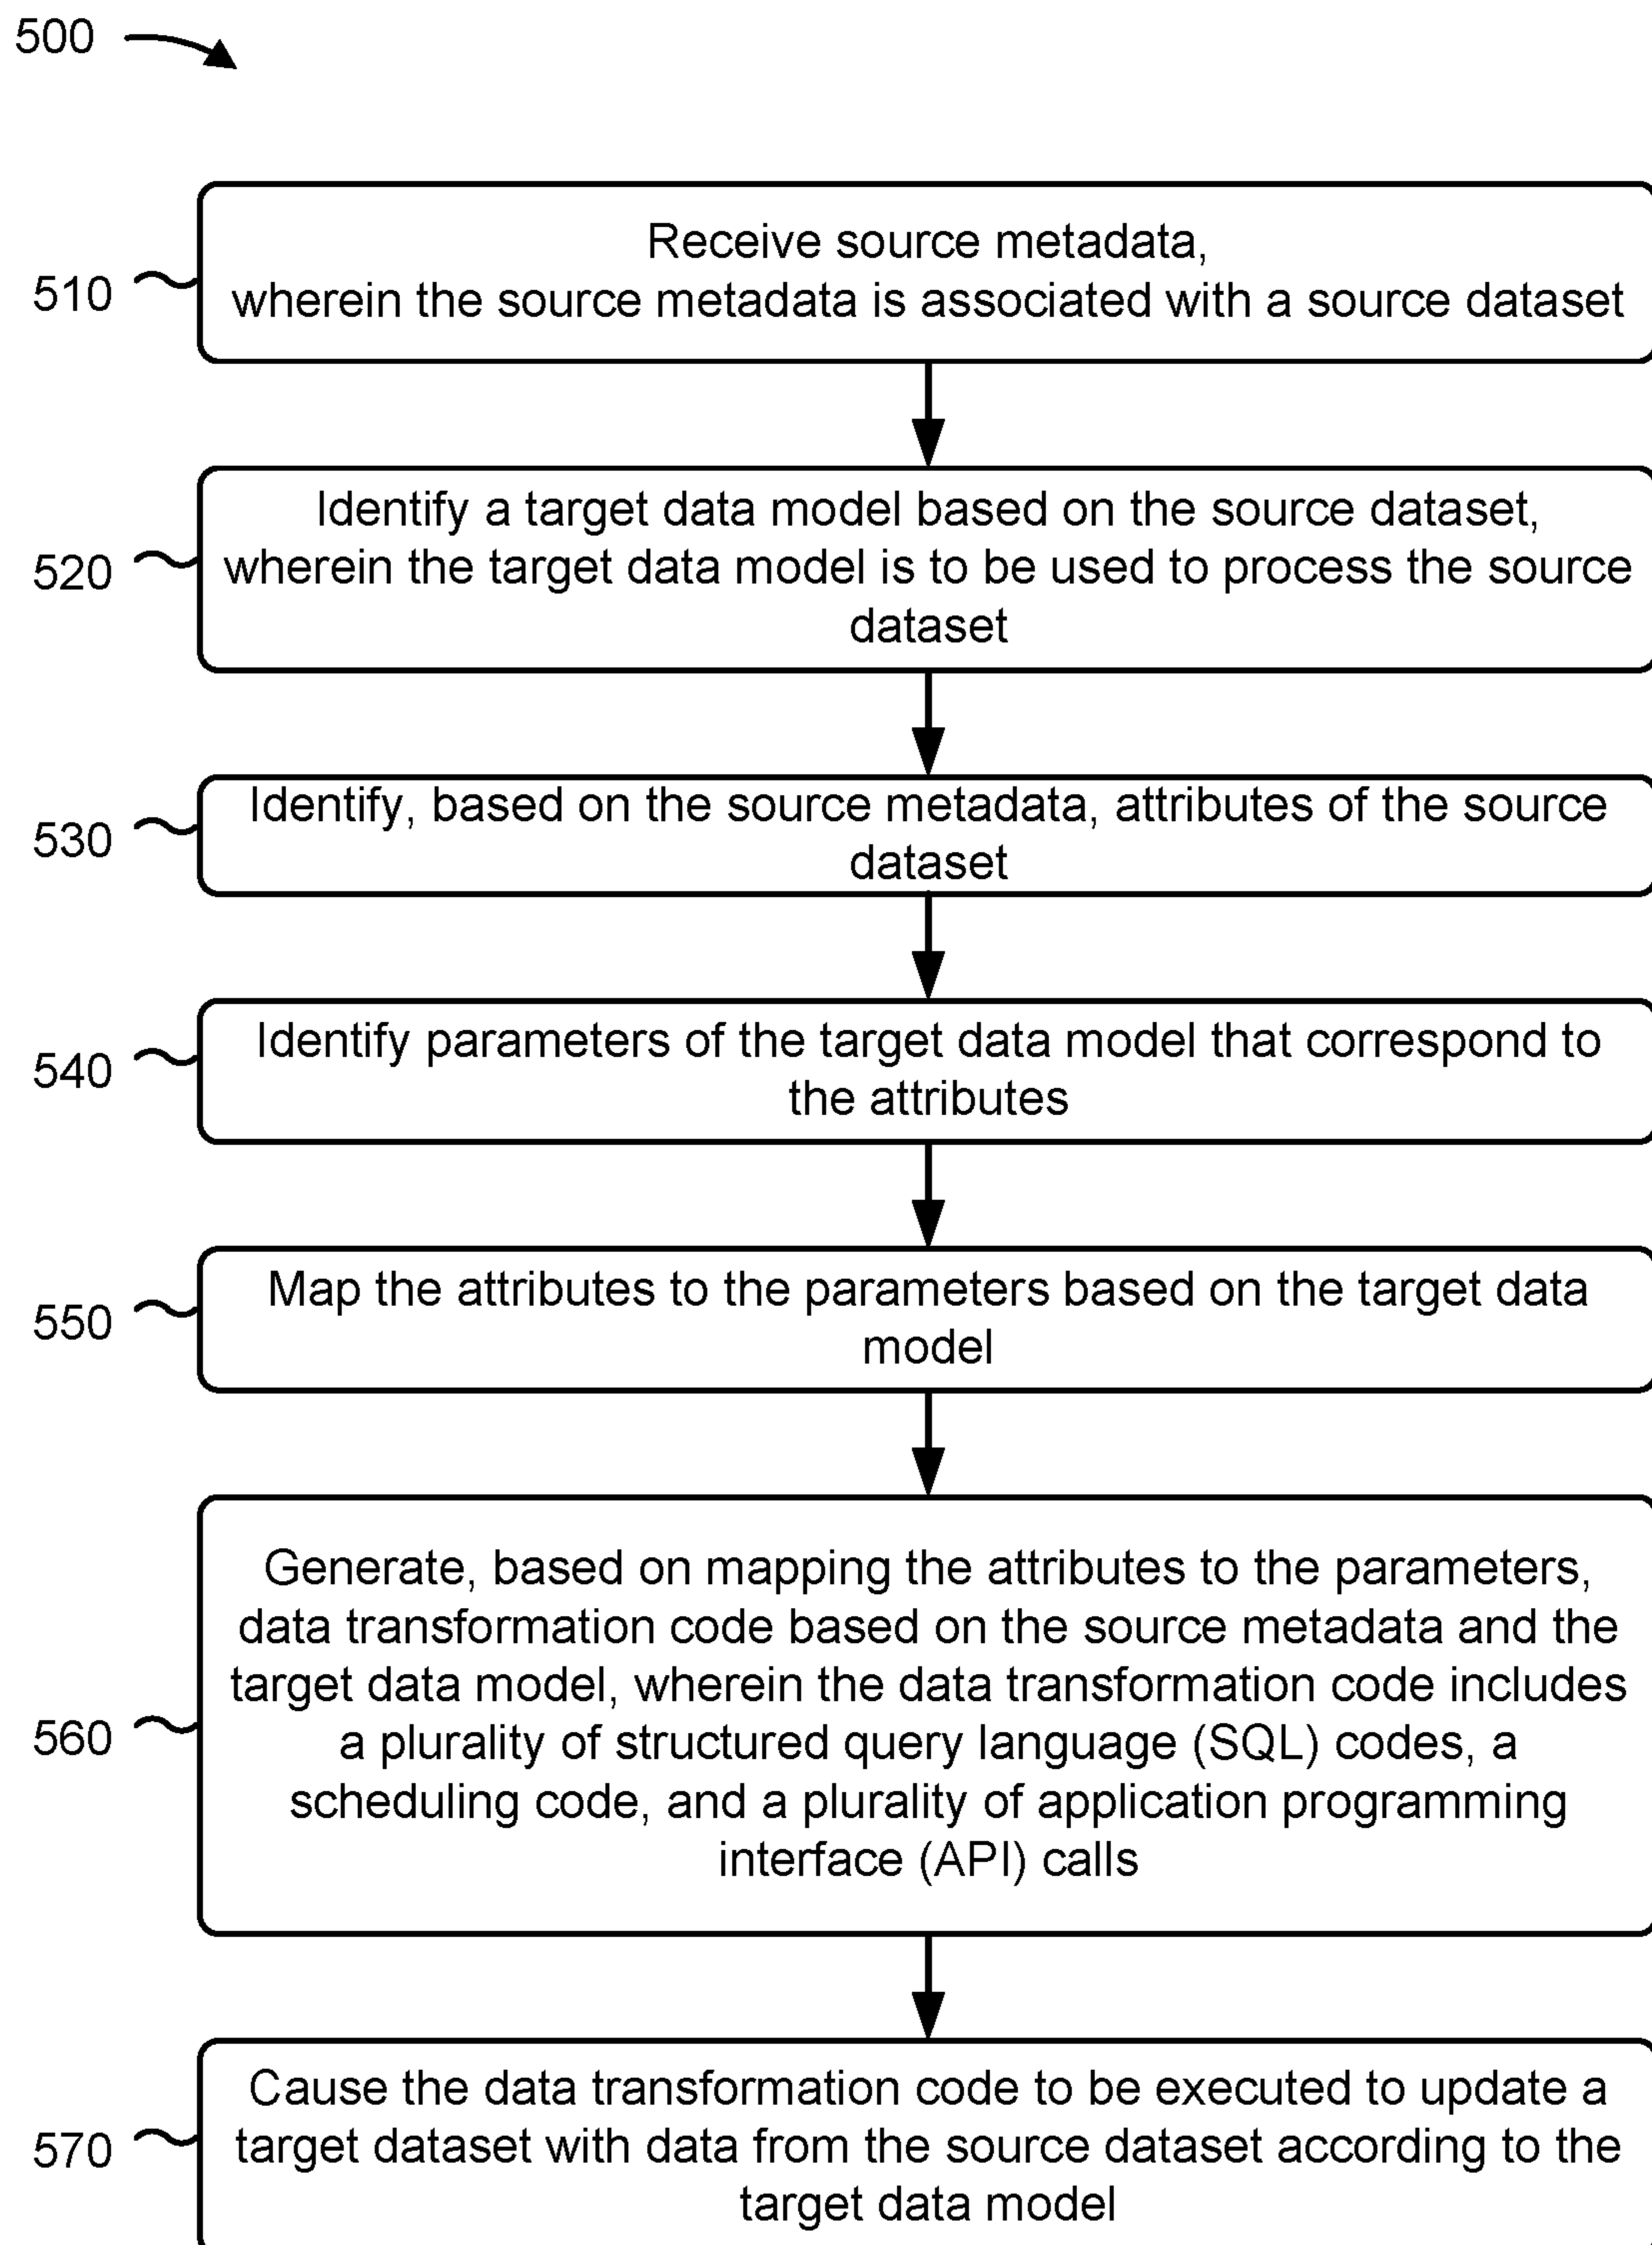 500
510
Receive source metadata,
wherein the source metadata is associated with a source dataset
520
Identify a target data model based on the source dataset,
wherein the target data model is to be used to process the source
dataset
530
Identify, based on the source metadata, attributes of the source
dataset
540
Identify parameters of the target data model that correspond to
the attributes
550
Map the attributes to the parameters based on the target data
model
560
Generate, based on mapping the attributes to the parameters,
data transformation code based on the source metadata and the
target data model, wherein the data transformation code includes
a plurality of structured query language (SQL) codes, a
scheduling code, and a plurality of application programming
interface (API) calls
570
Cause the data transformation code to be executed to update a
target dataset with data from the source dataset according to the
target data model